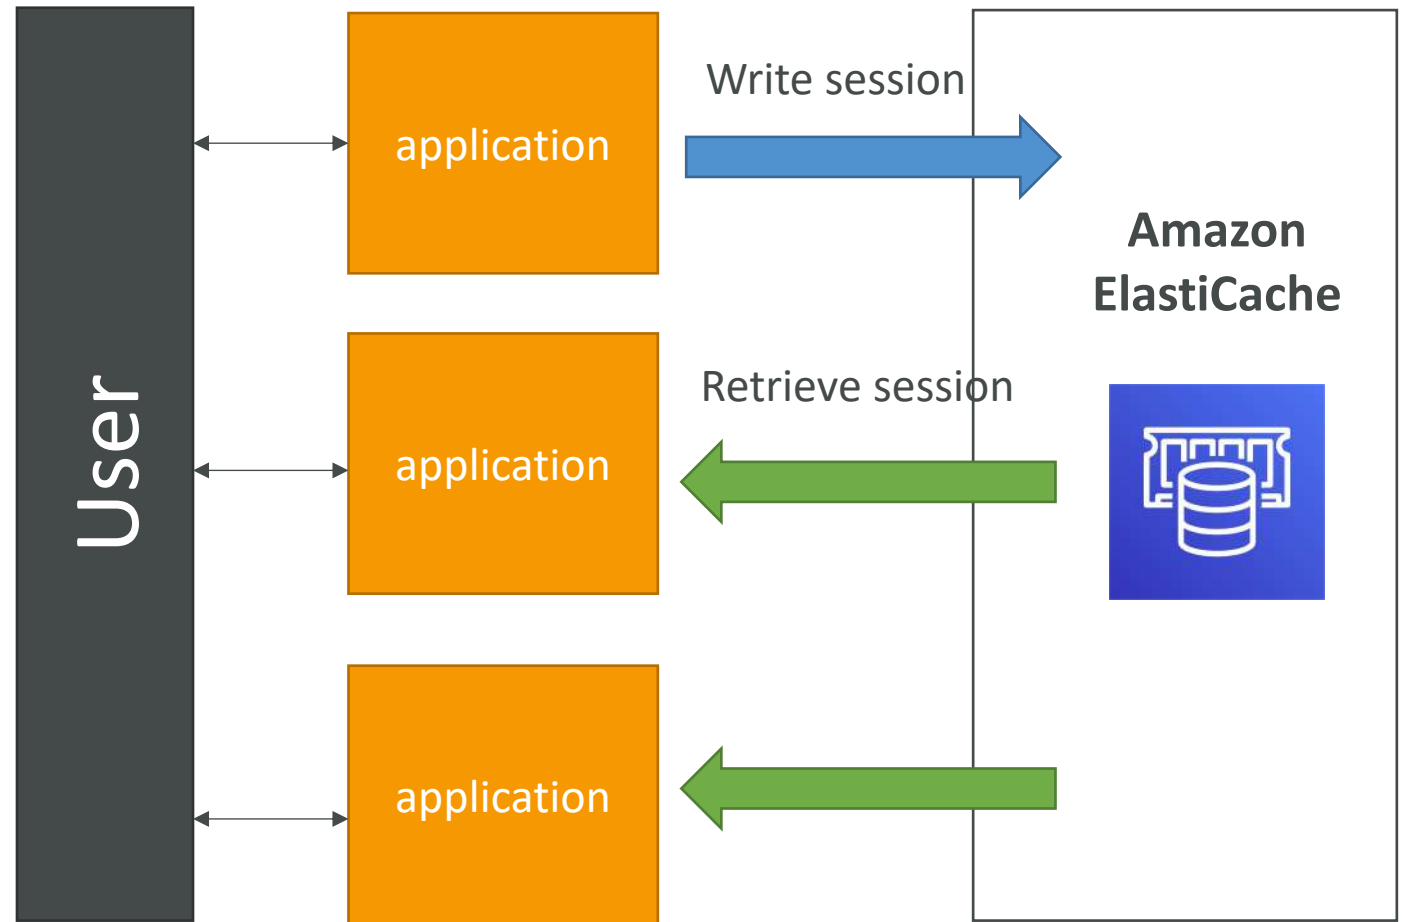 User
application
Write session
Amazon
ElastiCache
application
Retrieve session
application